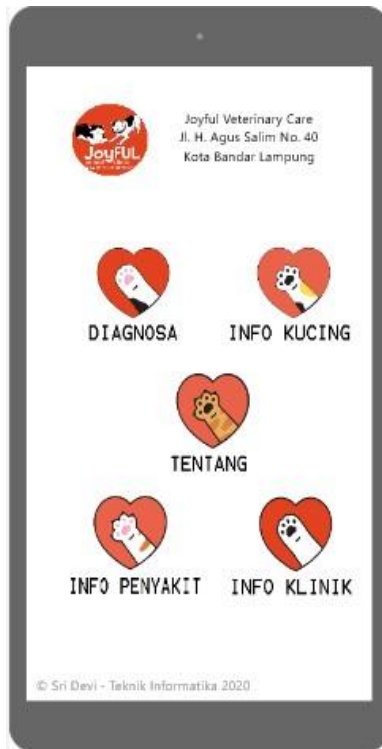 JoyFUL
Joyful Veterinary Care
Jl. H. Agus Salim No. 40
Kota Bandar Lampung
DIAGNOSA
INFO KUCING
TENTANG
INFO PENYAKIT
INFO KLINIK
© Sri Devi - Teknik Informatika 2020